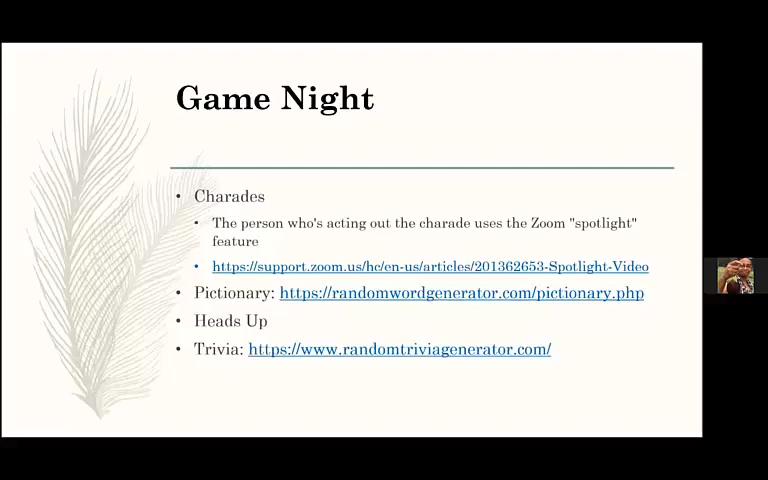 Game Night
• Charades
• The person who's acting out the charade uses the Zoom "spotlight"
feature
• https://support.zoom.us/hc/en-us/articles/201362653-Spotlight-Video
• Pictionary: https://randomwordgenerator.com/pictionary.php
• Heads Up
• Trivia: https://www.randomtriviagenerator.com/